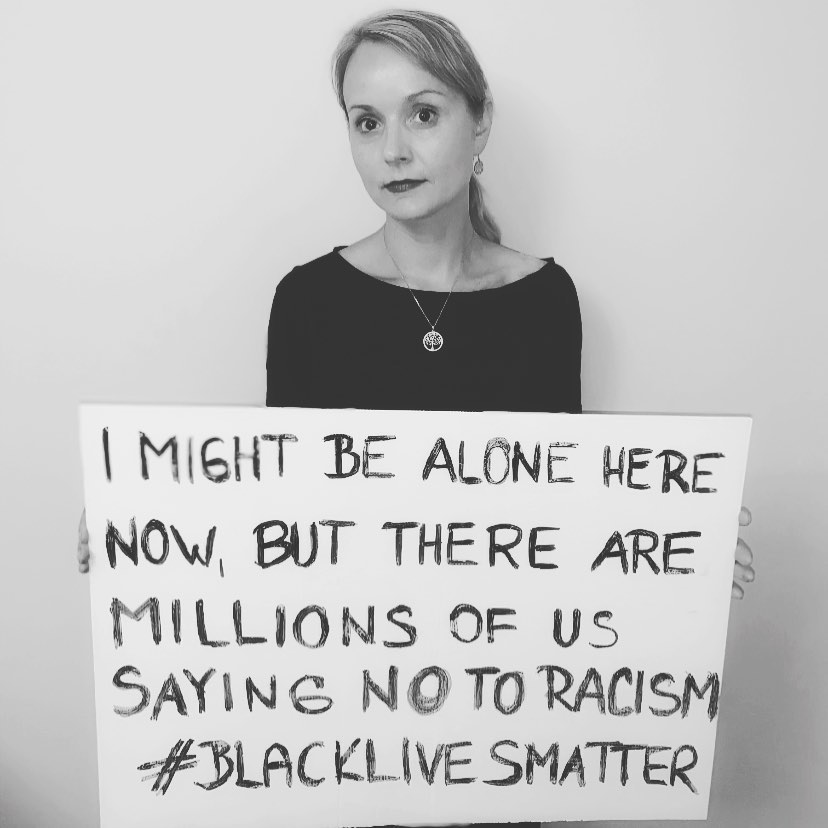 I MIGHT BE ALONE HERE
NOW, BUT THERE ARE
MILLIONS OF US
SAYING NO TO RACISM
#BLACKLIVESMATTER